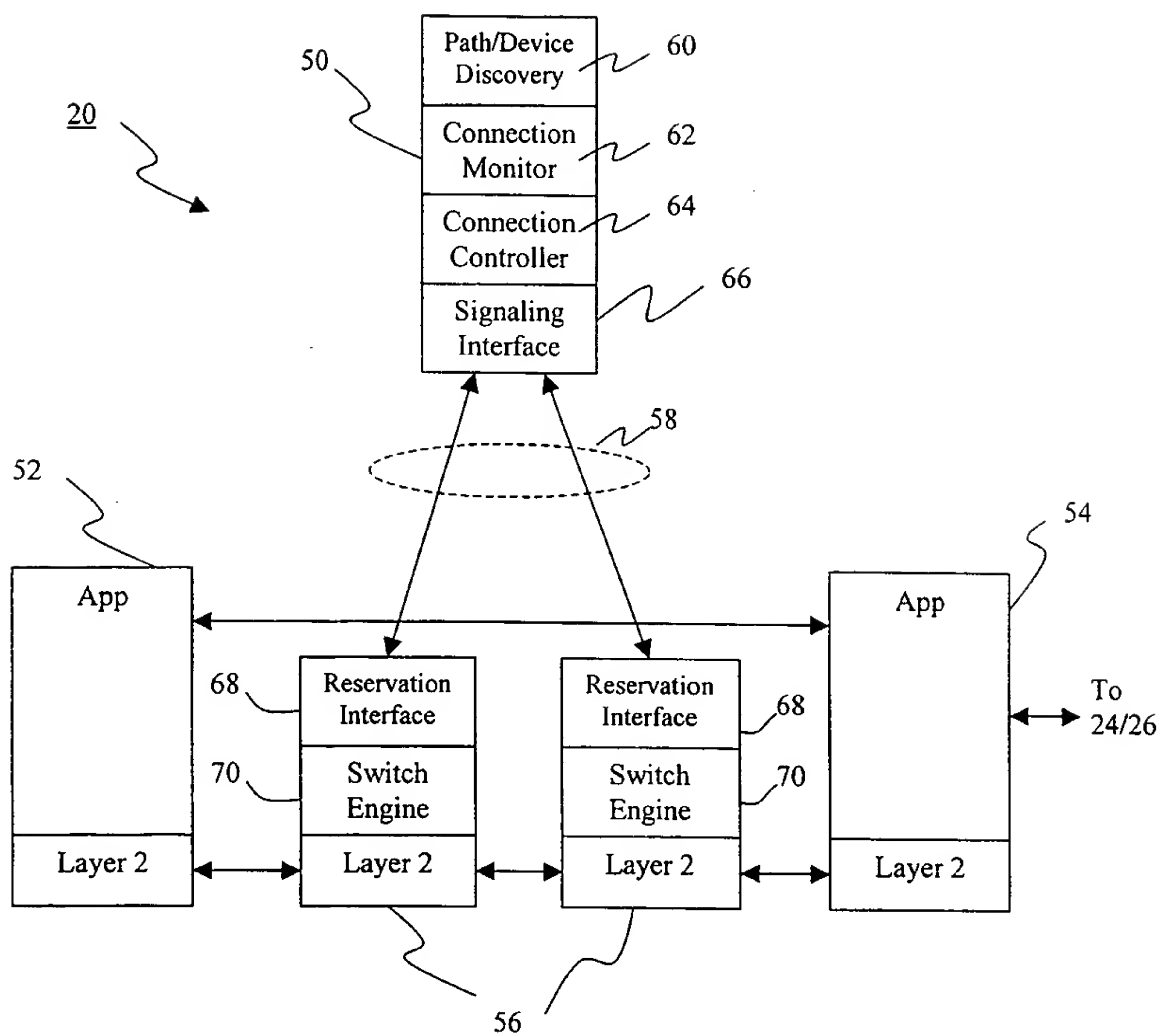 Path/Device
Discovery
60
50
20
Connection
Monitor
62
Connection
Controller
64
Signaling
Interface
66
58
52
54
App
App
Reservation
Interface
68
Reservation
Interface
68
To
24/26
Switch
Engine
70
Switch
Engine
70
Layer 2
Layer 2
Layer 2
Layer 2
56